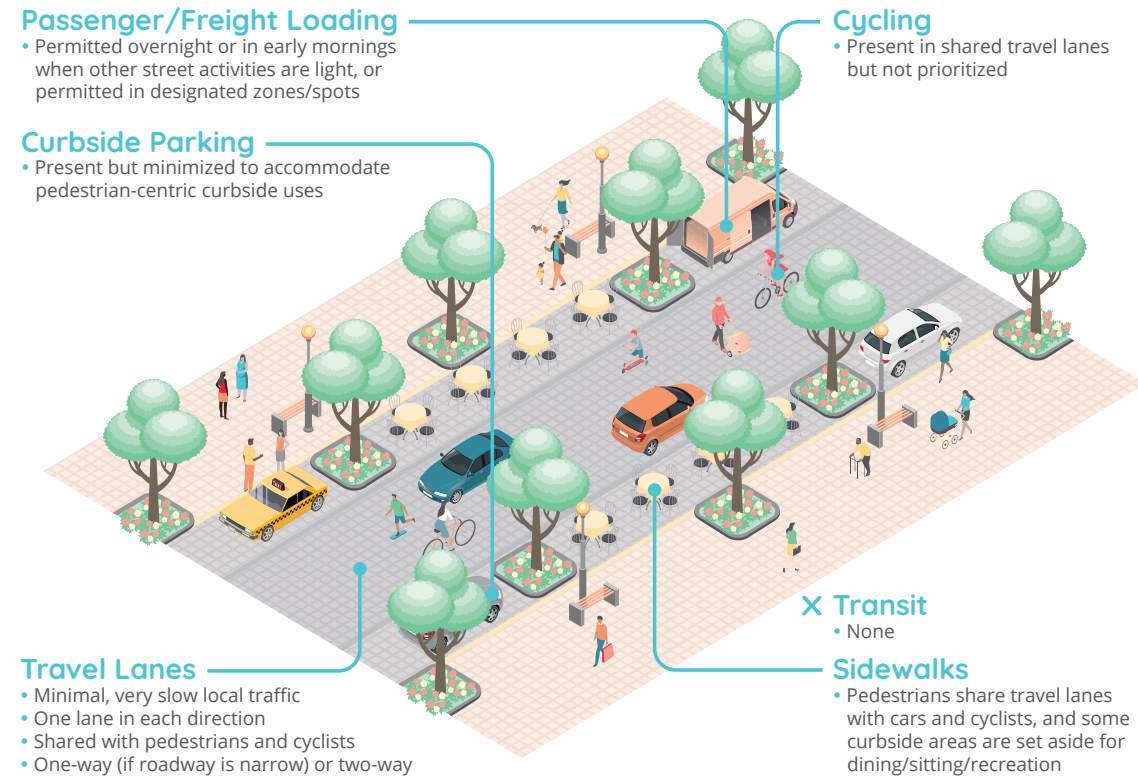 Passenger/Freight Loading
• Permitted overnight or in early mornings
when other street activities are light, or
permitted in designated zones/spots
Cycling
• Present in shared travel lanes
but not prioritized
Curbside Parking
• Present but minimized to accommodate
pedestrian-centric curbside uses
TAXI
Transit
• None
Travel Lanes
• Minimal, very slow local traffic
• One lane in each direction
• Shared with pedestrians and cyclists
• One-way (if roadway is narrow) or two-way
Sidewalks
• Pedestrians share travel lanes
with cars and cyclists, and some
curbside areas are set aside for
dining/sitting/recreation